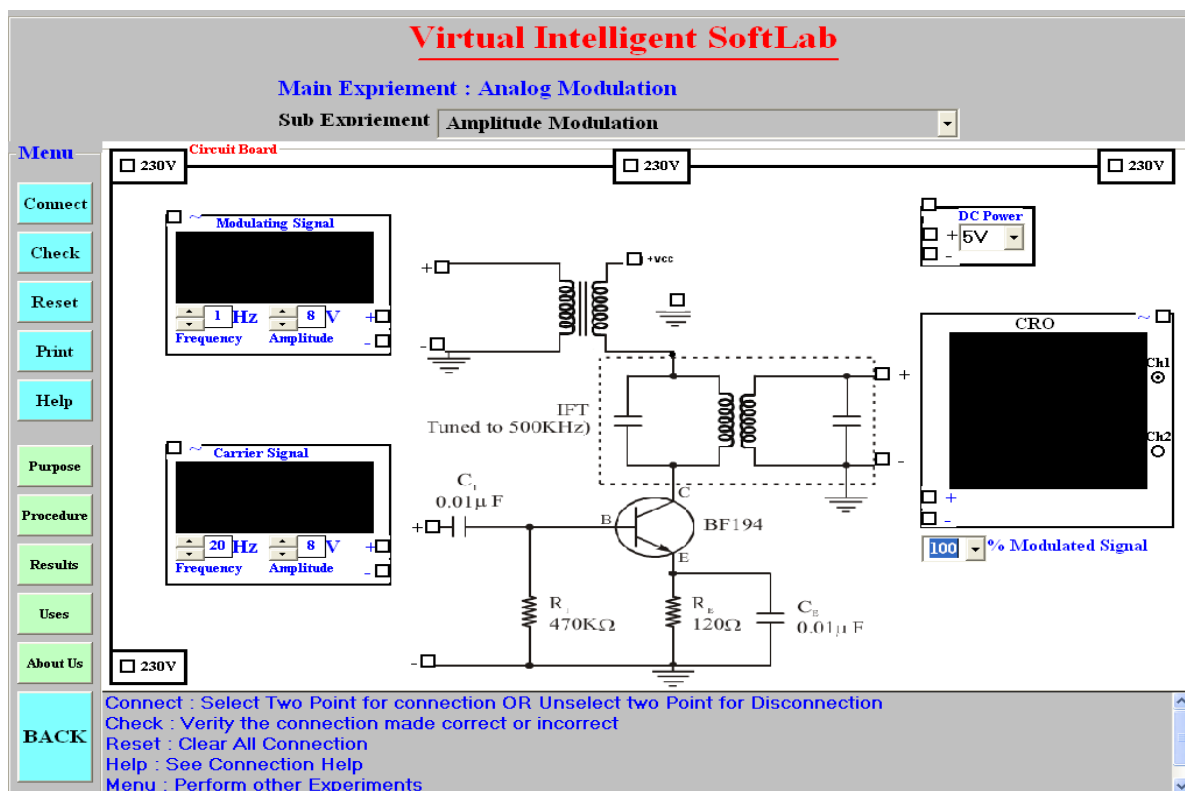 Virtual Intelligent SoftLab
Main Expriement : Analog Modulation
Sub Expriement Amplitude Modulation
Menu
Connect
Check
Reset
Print
Help
Purpose
Procedure
Results
Uses
About Us
BACK
Circuit Board
230V
230V
230V
~ Modulating Signal
1 Hz 8 V +
Frequency Amplitude -
~ Carrier Signal
20 Hz 8 V +
Frequency Amplitude -
230V
+
-
+vcc
IFT
Tuned to 500KHz)
+
-
C1
0.01µ F
+
B
C
E
BF194
R1
470KΩ
RE
120Ω
CE
0.01µ F
-
DC Power
+ 5V
-
~
CRO
Ch1
Ch2
+
-
100 % Modulated Signal
Connect : Select Two Point for connection OR Unselect two Point for Disconnection
Check : Verify the connection made correct or incorrect
Reset : Clear All Connection
Help : See Connection Help
Menu : Perform other Experiments